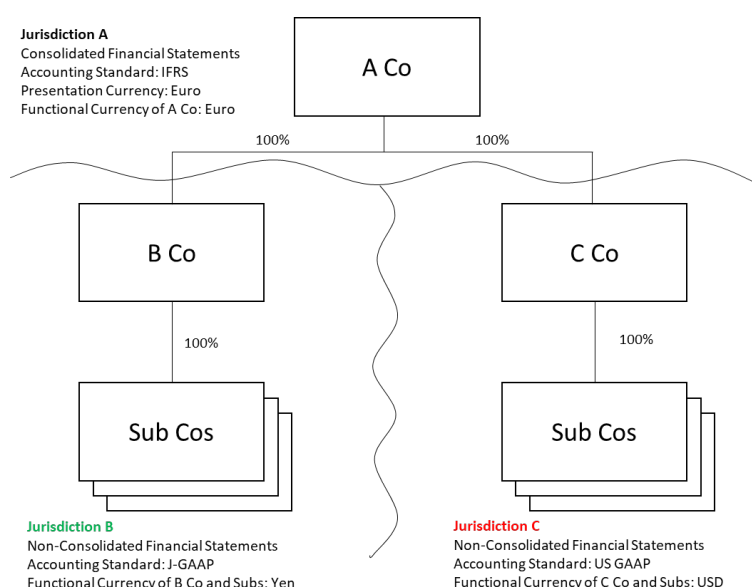 Jurisdiction A
Consolidated Financial Statements
Accounting Standard: IFRS
Presentation Currency: Euro
Functional Currency of A Co: Euro
A Co
100%
100%
B Co
C Co
100%
100%
Sub Cos
Sub Cos
Jurisdiction B
Non-Consolidated Financial Statements
Accounting Standard: J-GAAP
Functional Currency of B Co and Subs: Yen
Jurisdiction C
Non-Consolidated Financial Statements
Accounting Standard: US GAAP
Functional Currency of C Co and Subs: USD